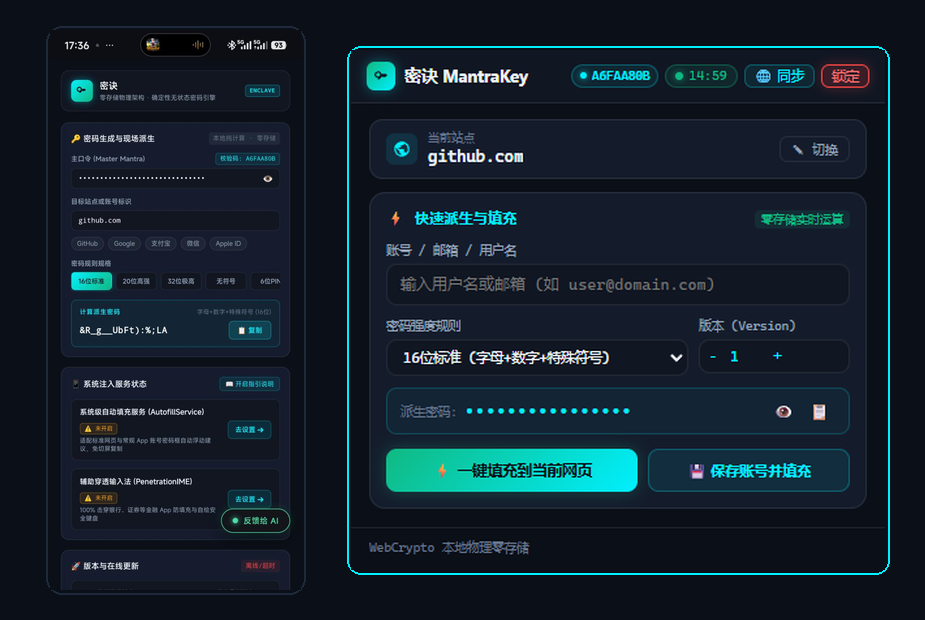 17:36
5G 5G 93
密诀
零存储物理架构 · 确定性无状态密码引擎
ENCLAVE
🔑 密码生成与现场派生
本地码计算 · 零存储
主口令 (Master Mantra)
校验码: A6FAA80B
目标站点或账号标识
github.com
GitHub Google 支付宝 微信 Apple ID
密码规则规格
16位标准 20位高强 32位极高 无符号 6位PIN
计算派生密码
字母+数字+特殊符号 (16位)
&R_g__UbFt):%;LA
📋 复制
📱 系统注入服务状态
📖 开启指引说明
系统级自动填充服务 (AutofillService)
⚠️ 未开启
适配标准网页与常规 App 账号密码框自动浮动建
议、免切屏复制
去设置 →
辅助穿透输入法 (PenetrationIME)
⚠️ 未开启
100% 击穿银行、证券等金融 App 防填充与自绘安
全键盘
去设置 →
反馈给 AI
🚀 版本与在线更新
离线/超时
密诀 MantraKey
A6FAA80B
14:59
🌐 同步
锁定
当前站点
github.com
切换
⚡ 快速派生与填充
零存储实时运算
账号 / 邮箱 / 用户名
输入用户名或邮箱 (如 user@domain.com)
密码强度规则
版本 (Version)
16位标准 (字母+数字+特殊符号)
- 1 +
派生密码: ••••••••••••••••
⚡ 一键填充到当前网页
💾 保存账号并填充
WebCrypto 本地物理零存储